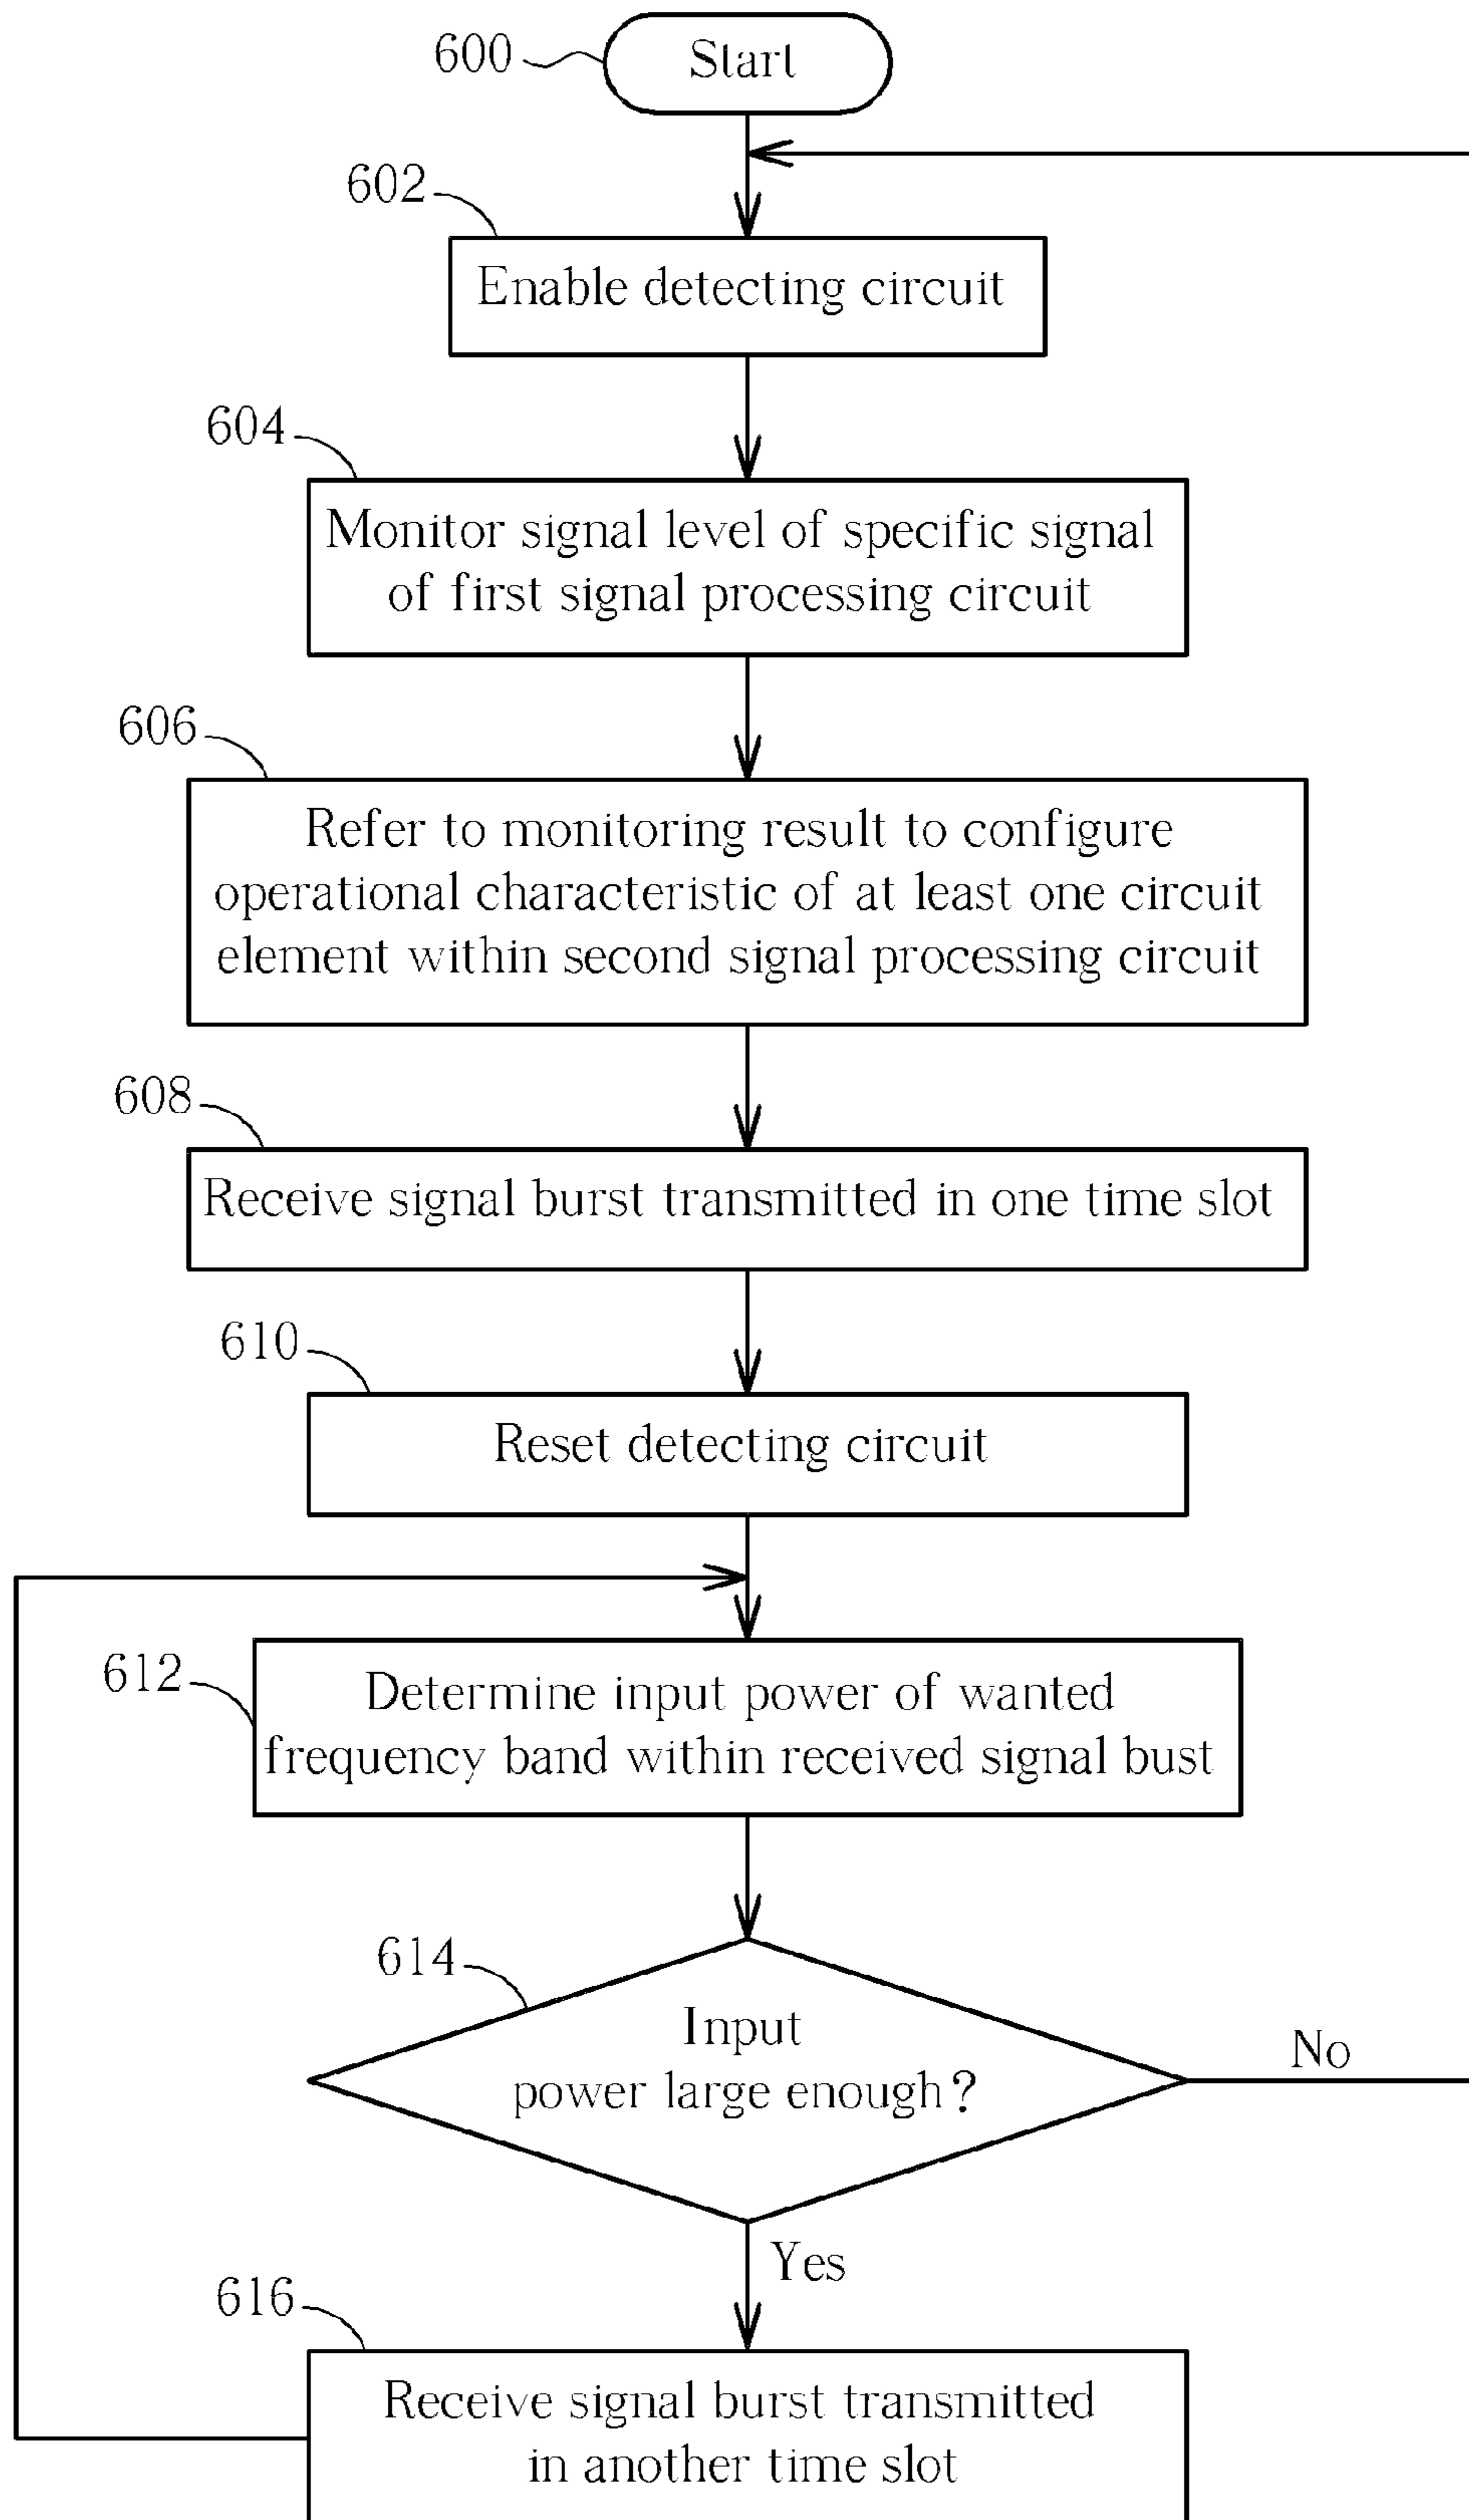 600
Start
602
Enable detecting circuit
604
Monitor signal level of specific signal
of first signal processing circuit
606
Refer to monitoring result to configure
operational characteristic of at least one circuit
element within second signal processing circuit
608
Receive signal burst transmitted in one time slot
610
Reset detecting circuit
612
Determine input power of wanted
frequency band within received signal bust
614
Input
power large enough?
No
Yes
616
Receive signal burst transmitted
in another time slot